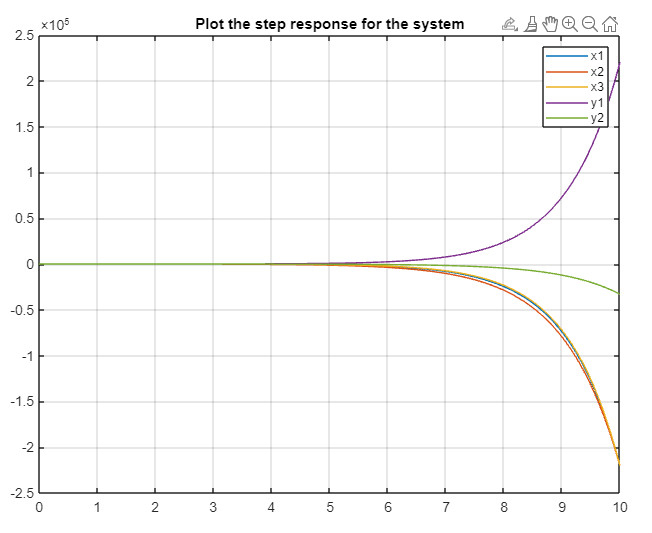 ×10⁵
Plot the step response for the system
2.5
2
1.5
1
0.5
0
-0.5
-1
-1.5
-2
-2.5
0 1 2 3 4 5 6 7 8 9 10
x1
x2
x3
y1
y2